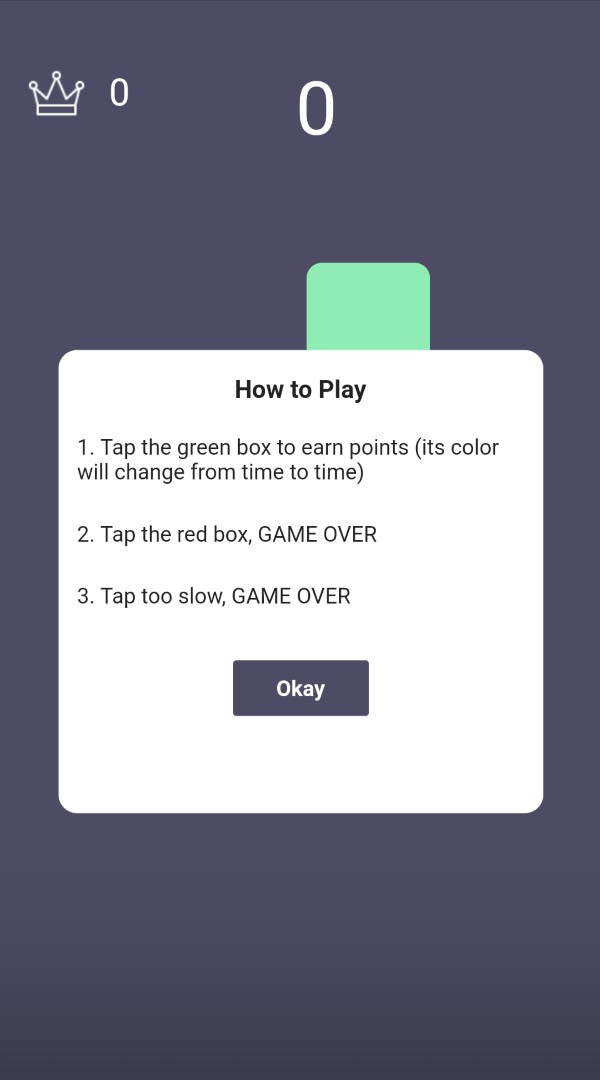 0
0
How to Play
1. Tap the green box to earn points (its color
will change from time to time)
2. Tap the red box, GAME OVER
3. Tap too slow, GAME OVER
Okay